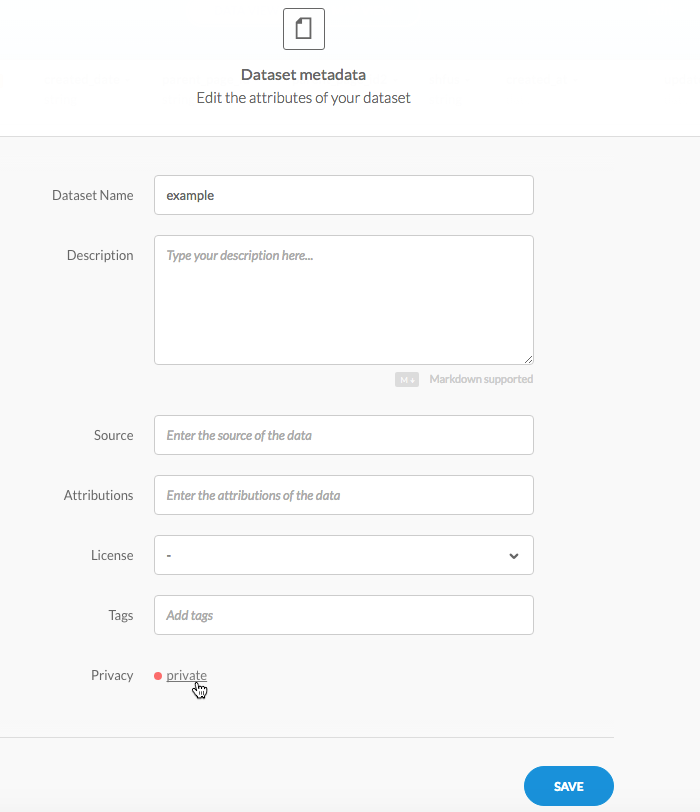 Dataset metadata
Edit the attributes of your dataset
Dataset Name
example
Description
Type your description here...
M
Markdown supported
Source
Enter the source of the data
Attributions
Enter the attributions of the data
License
-
Tags
Add tags
Privacy
private
SAVE